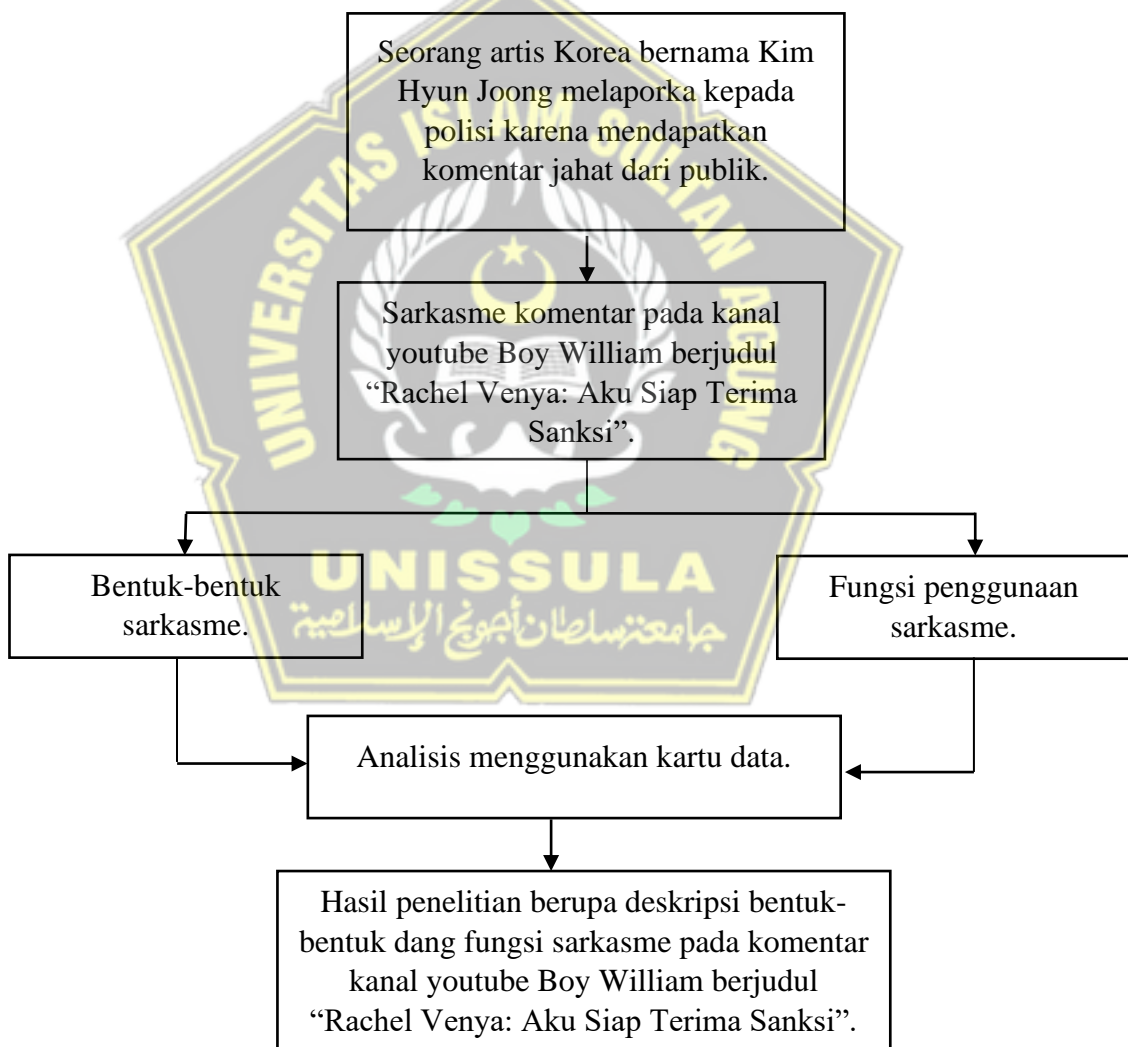 Seorang artis Korea bernama Kim
Hyun Joong melaporka kepada
polisi karena mendapatkan
komentar jahat dari publik.
UNIVERSITAS ISLAM SULTAN AGUNG
Sarkasme komentar pada kanal
youtube Boy William berjudul
“Rachel Venya: Aku Siap Terima
Sanksi”.
Bentuk-bentuk
sarkasme.
Fungsi penggunaan
sarkasme.
UNISSULA
جامعة سلطان أجونج الإسلامية
Analisis menggunakan kartu data.
Hasil penelitian berupa deskripsi bentuk-
bentuk dang fungsi sarkasme pada komentar
kanal youtube Boy William berjudul
“Rachel Venya: Aku Siap Terima Sanksi”.